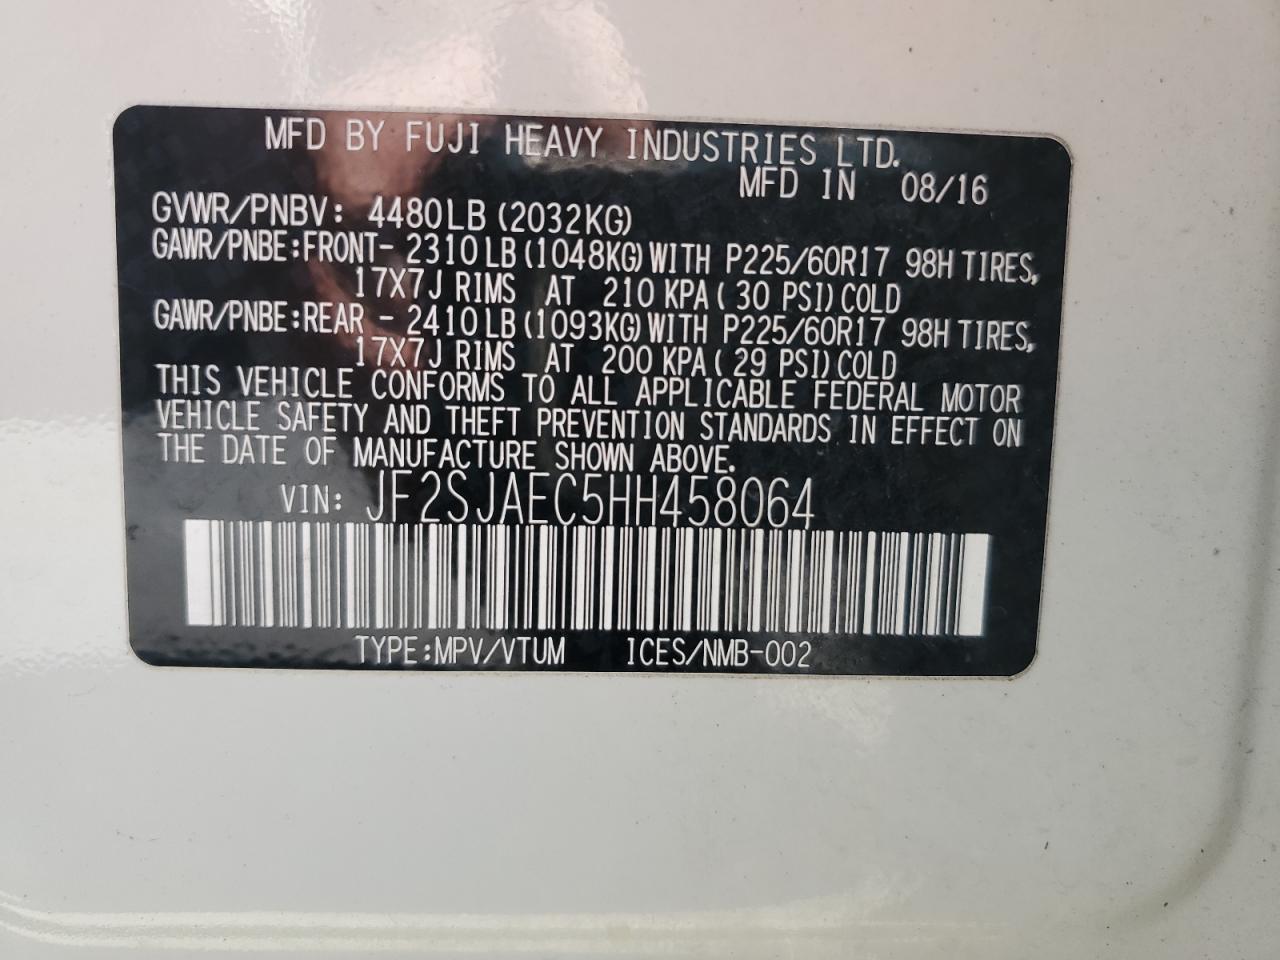 MFD BY FUJI HEAVY INDUSTRIES LTD.
MFD IN 08/16
GVWR/PNBV: 4480LB (2032KG)
GAWR/PNBE:FRONT- 2310LB (1048KG) WITH P225/60R17 98H TIRES,
17X7J RIMS AT 210 KPA ( 30 PSI) COLD
GAWR/PNBE:REAR - 2410LB (1093KG) WITH P225/60R17 98H TIRES,
17X7J RIMS AT 200 KPA ( 29 PSI) COLD
THIS VEHICLE CONFORMS TO ALL APPLICABLE FEDERAL MOTOR
VEHICLE SAFETY AND THEFT PREVENTION STANDARDS IN EFFECT ON
THE DATE OF MANUFACTURE SHOWN ABOVE.
VIN: JF2SJAEC5HH458064
TYPE:MPV/VTUM ICES/NMB-002